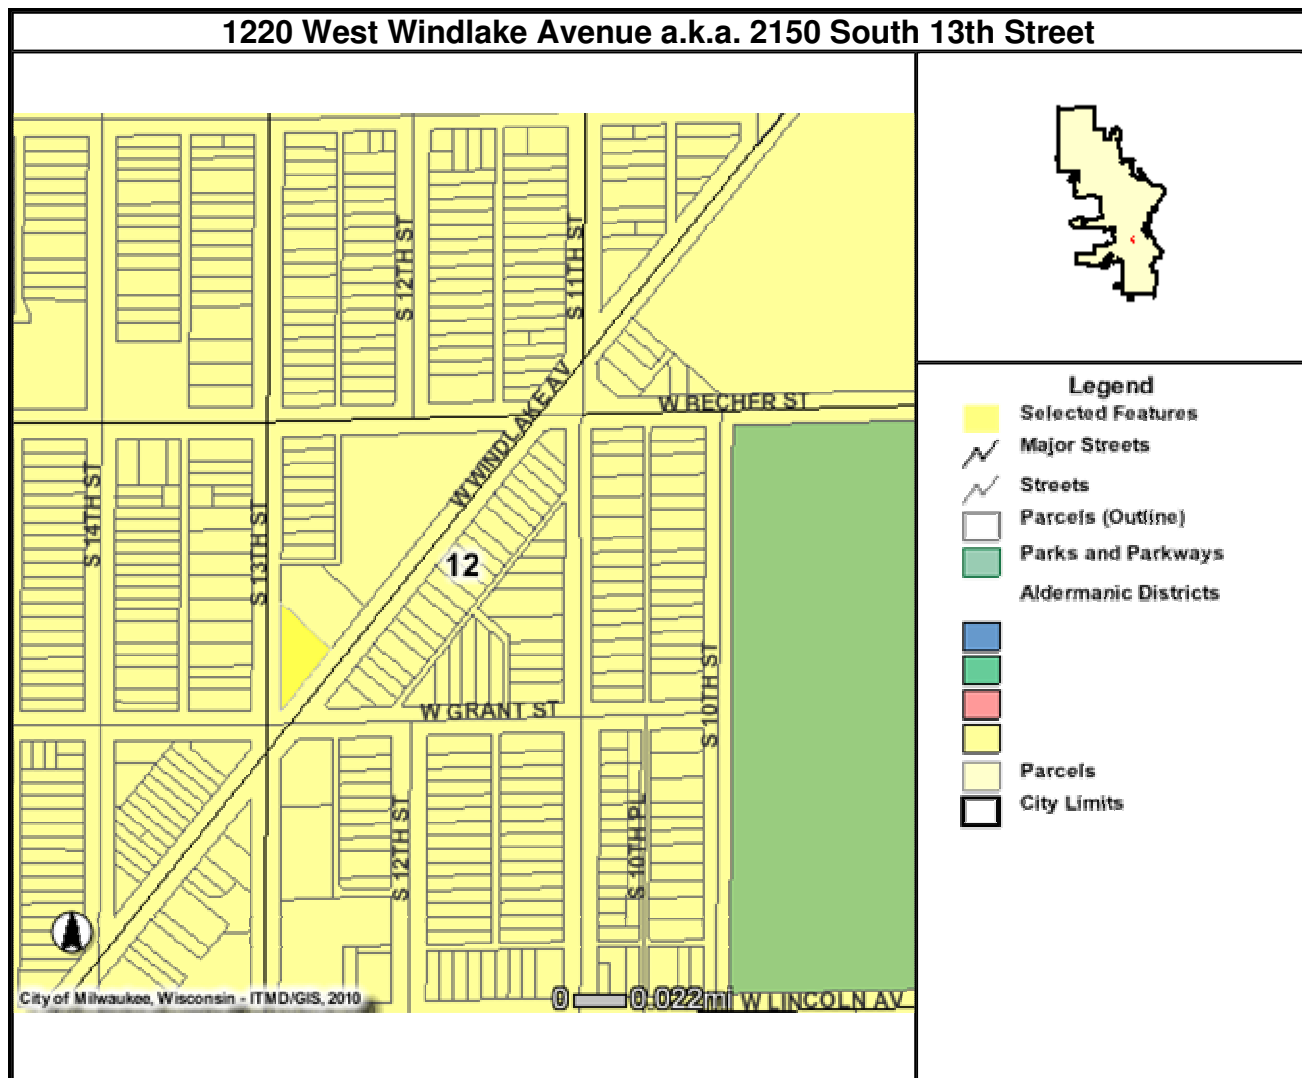 1220 West Windlake Avenue a.k.a. 2150 South 13th Street
S 12TH ST
S 11TH ST
W WINDLAKE AV
W BECHER ST
S 14TH ST
S 13TH ST
12
S 10TH ST
W GRANT ST
S 12TH ST
S 10TH PL
City of Milwaukee, Wisconsin - ITMD/GIS, 2010
0 0.022mi
W LINCOLN AV
Legend
Selected Features
Major Streets
Streets
Parcels (Outline)
Parks and Parkways
Aldermanic Districts
Parcels
City Limits